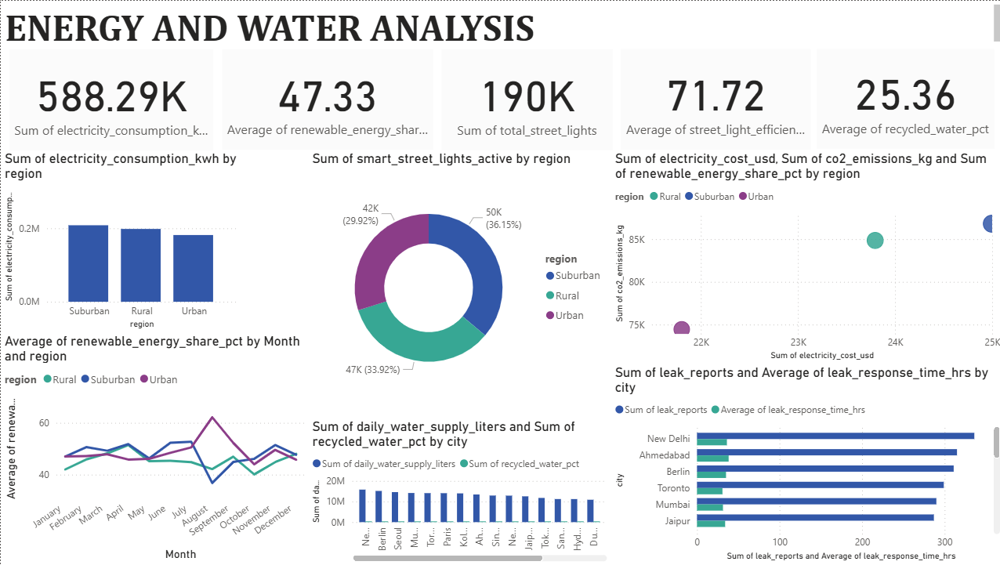 ENERGY AND WATER ANALYSIS
588.29K
Sum of electricity_consumption_k...
47.33
Average of renewable_energy_shar...
190K
Sum of total_street_lights
71.72
Average of street_light_efficien...
25.36
Average of recycled_water_pct
Sum of electricity_consumption_kwh by
region
Sum of electricity_consump...
0.2M
0.0M
Suburban Rural Urban
region
Average of renewable_energy_share_pct by Month
and region
region Rural Suburban Urban
Average of renewa...
60
40
January February March April May June July August September October November December
Month
Sum of smart_street_lights_active by region
42K
(29.92%)
50K
(36.15%)
47K (33.92%)
region
Suburban
Rural
Urban
Sum of daily_water_supply_liters and Sum of
recycled_water_pct by city
Sum of daily_water_supply_liters Sum of recycled_water_pct
Sum of da...
20M
10M
0M
Ne... Berlin Seoul Mu... Tor... Paris Kol... Ah... Sin... Ne... Jaip... Tok... San... Hyd... Du...
Sum of electricity_cost_usd, Sum of co2_emissions_kg and Sum
of renewable_energy_share_pct by region
region Rural Suburban Urban
Sum of co2_emissions_kg
85K
80K
75K
22K 23K 24K 25K
Sum of electricity_cost_usd
Sum of leak_reports and Average of leak_response_time_hrs by
city
Sum of leak_reports Average of leak_response_time_hrs
city
New Delhi
Ahmedabad
Berlin
Toronto
Mumbai
Jaipur
0 100 200 300
Sum of leak_reports and Average of leak_response_time_hrs